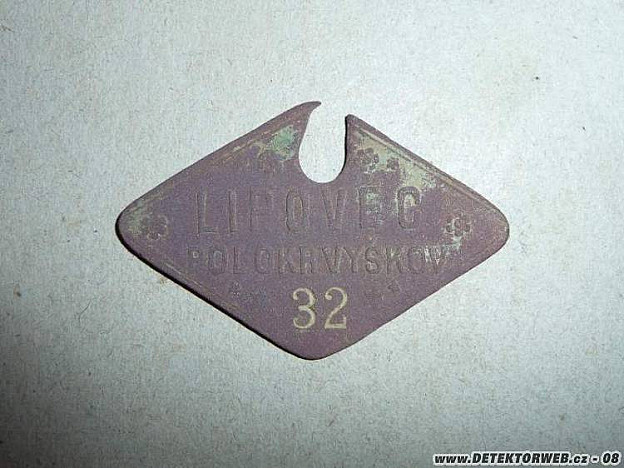 LIPOVEC
POL.OKR.VYŠKOV
32
www.DETEKTORWEB.cz - 08